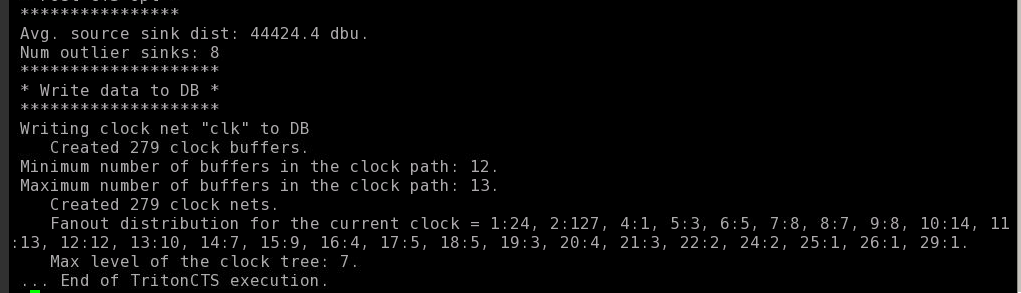 ****************
Avg. source sink dist: 44424.4 dbu.
Num outlier sinks: 8
********************
* Write data to DB *
********************
Writing clock net "clk" to DB
Created 279 clock buffers.
Minimum number of buffers in the clock path: 12.
Maximum number of buffers in the clock path: 13.
Created 279 clock nets.
Fanout distribution for the current clock = 1:24, 2:127, 4:1, 5:3, 6:5, 7:8, 8:7, 9:8, 10:14, 11
:13, 12:12, 13:10, 14:7, 15:9, 16:4, 17:5, 18:5, 19:3, 20:4, 21:3, 22:2, 24:2, 25:1, 26:1, 29:1.
Max level of the clock tree: 7.
... End of TritonCTS execution.